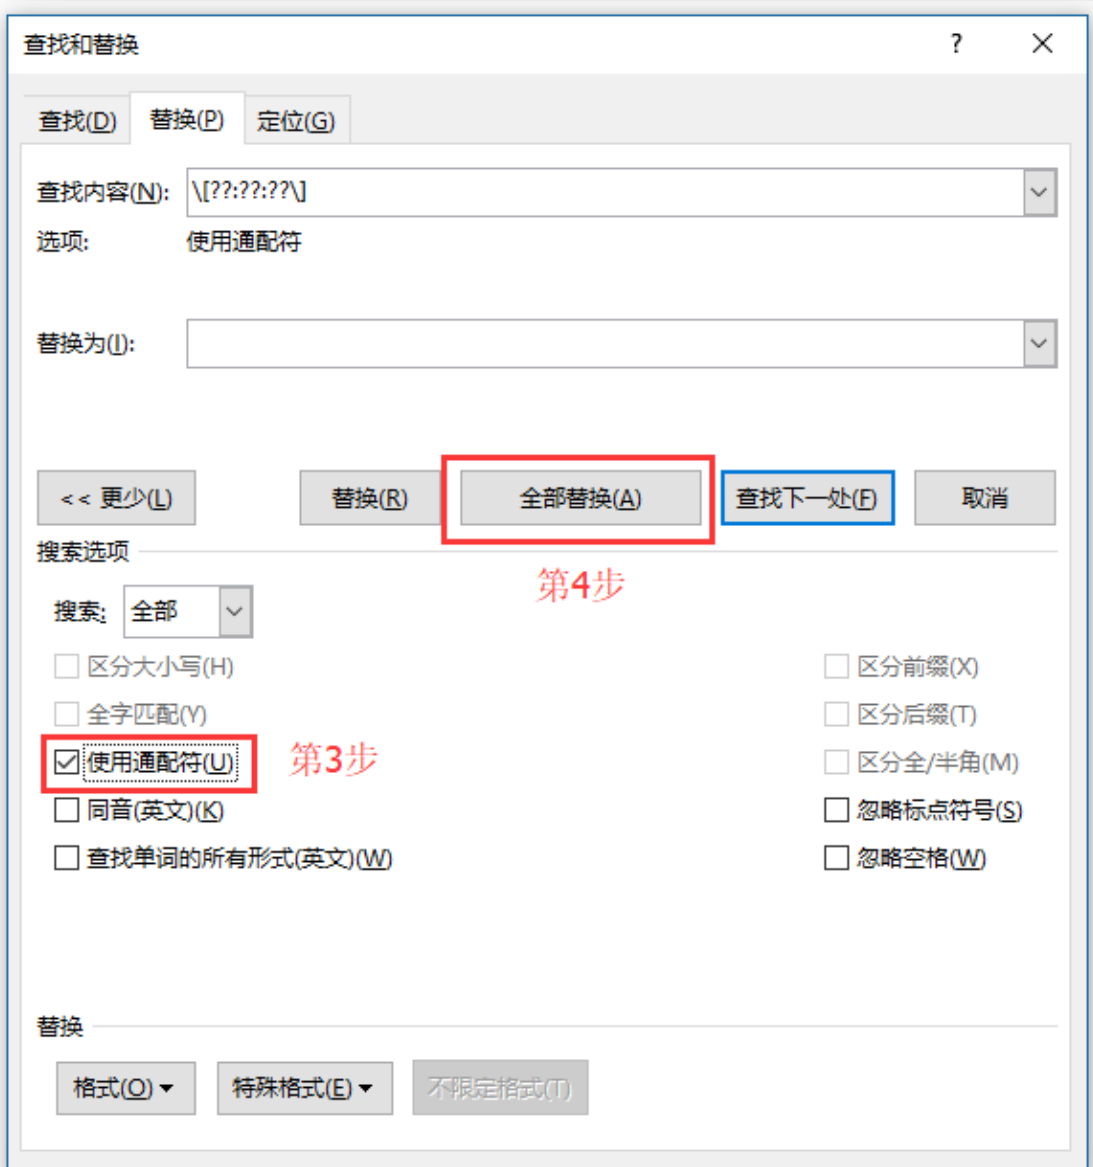 查找和替换 ?
查找(D) 替换(P) 定位(G)
查找内容(N): \[??:??:??\]
选项: 使用通配符
替换为(I):
<< 更少(L) 替换(R) 全部替换(A) 查找下一处(F) 取消
搜索选项
第4步
搜索: 全部
区分大小写(H) 区分前缀(X)
全字匹配(Y) 区分后缀(T)
使用通配符(U) 第3步 区分全/半角(M)
同音(英文)(K) 忽略标点符号(S)
查找单词的所有形式(英文)(W) 忽略空格(W)
替换
格式(O) 特殊格式(E) 不限定格式(T)